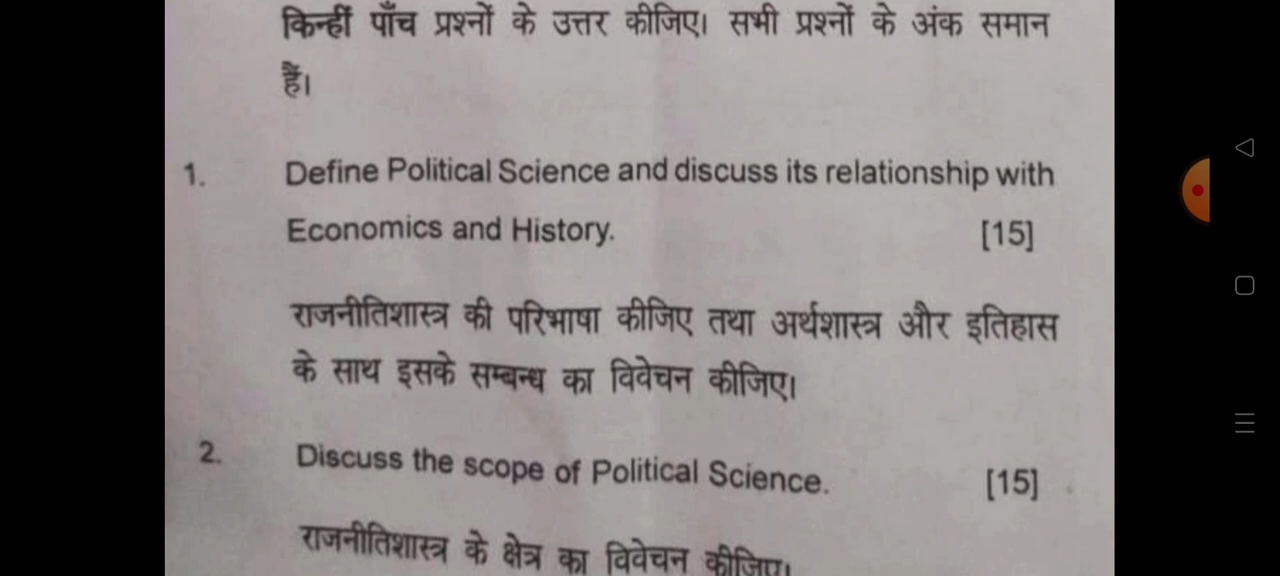 किन्हीं पाँच प्रश्नों के उत्तर कीजिए। सभी प्रश्नों के अंक समान
हैं।
1. Define Political Science and discuss its relationship with
Economics and History. [15]
राजनीतिशास्त्र की परिभाषा कीजिए तथा अर्थशास्त्र और इतिहास
के साथ इसके सम्बन्ध का विवेचन कीजिए।
2. Discuss the scope of Political Science. [15]
राजनीतिशास्त्र के क्षेत्र का विवेचन कीजिए।